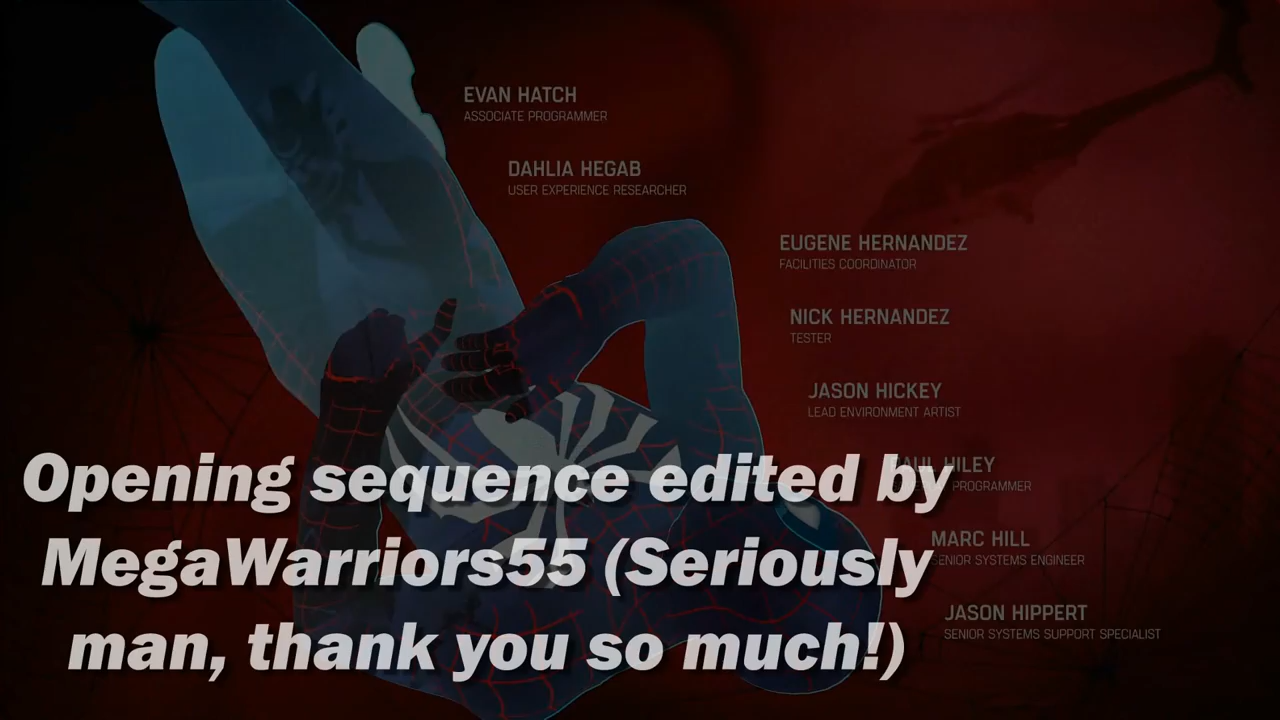 EVAN HATCH
ASSOCIATE PROGRAMMER
DAHLIA HEGAB
USER EXPERIENCE RESEARCHER
EUGENE HERNANDEZ
FACILITIES COORDINATOR
NICK HERNANDEZ
TESTER
JASON HICKEY
LEAD ENVIRONMENT ARTIST
HILEY
PROGRAMMER
MARC HILL
SENIOR SYSTEMS ENGINEER
JASON HIPPERT
SENIOR SYSTEMS SUPPORT SPECIALIST
Opening sequence edited by
MegaWarriors55 (Seriously
man, thank you so much!)